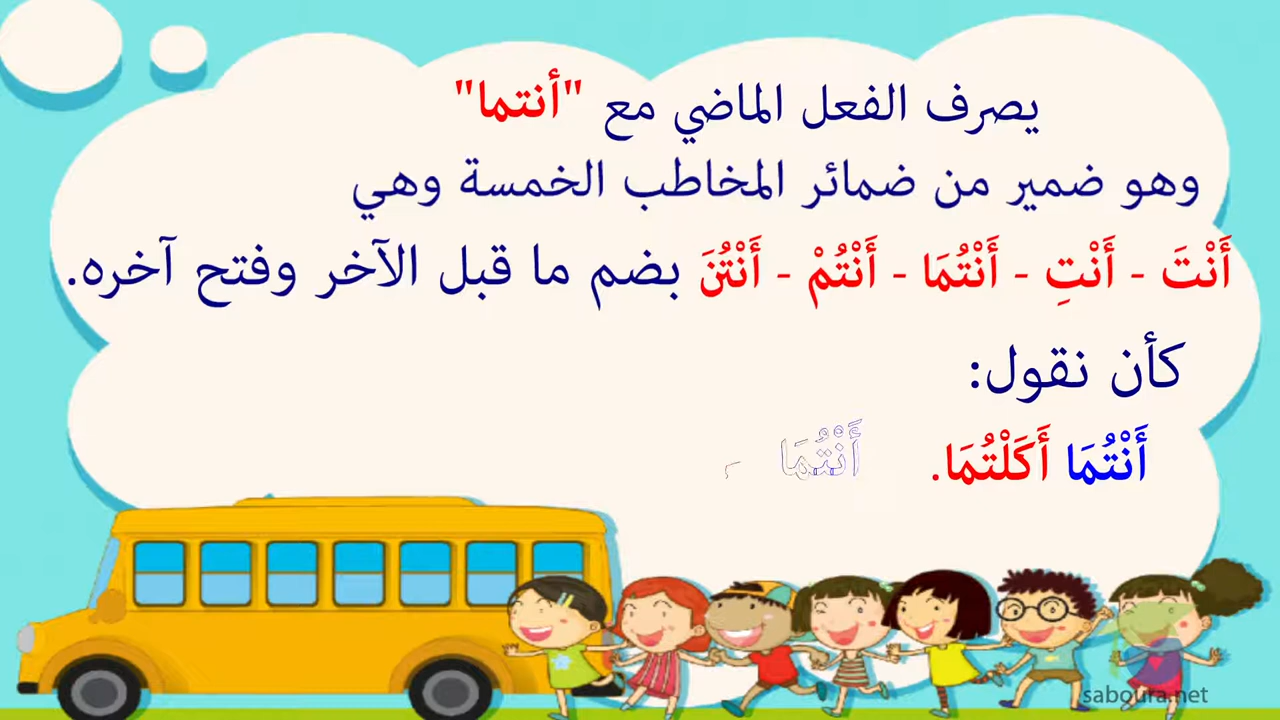 يصرف الفعل الماضي مع "أنتما"
وهو ضمير من ضمائر المخاطب الخمسة وهي
أَنْتَ - أَنْتِ - أَنْتُمَا - أَنْتُمْ - أَنْتُنَ بضم ما قبل الآخر وفتح آخره.
كأن نقول:
أَنْتُمَا أَكَلْتُمَا. أَنْتُمَا
saboura.net